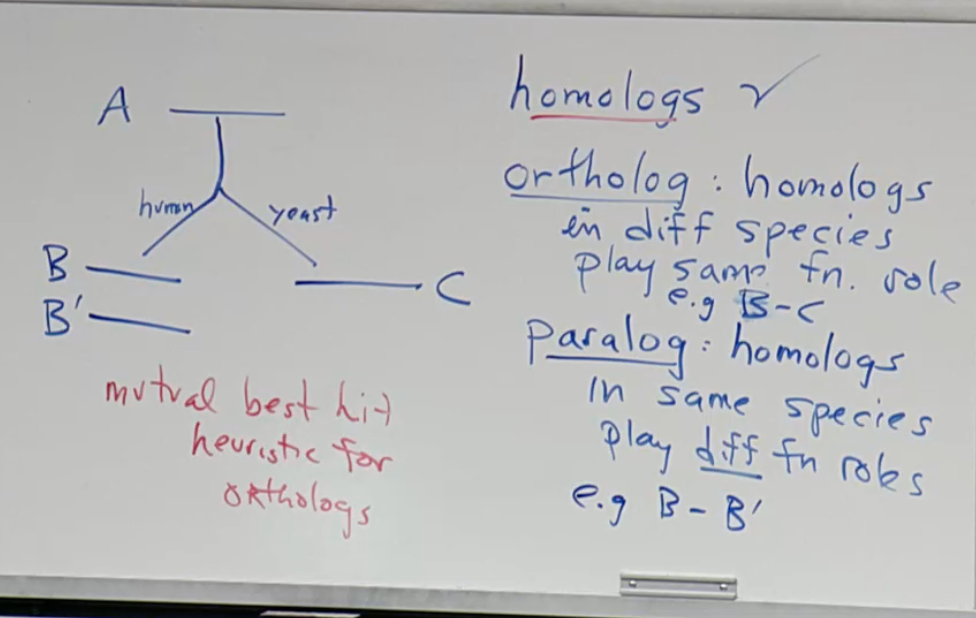 A
human yeast
B
B'
C
mutual best hit
heuristic for
orthologs
homologs ✓
ortholog: homologs
in diff species
play same fn. role
e.g B-C
paralog: homologs
in same species
play diff fn roles
e.g B-B'